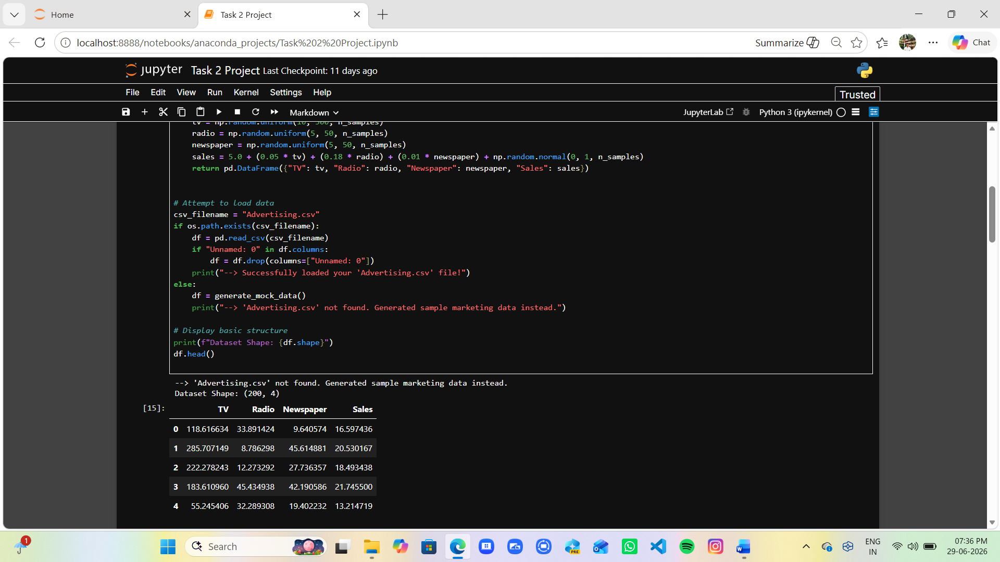 Home
Task 2 Project
localhost:8888/notebooks/anaconda_projects/Task%202%20Project.ipynb
Summarize
Chat
jupyter Task 2 Project Last Checkpoint: 11 days ago
File Edit View Run Kernel Settings Help
Trusted
Markdown
JupyterLab
Python 3 (ipykernel)
    tv = np.random.uniform(10, 300, n_samples)
    radio = np.random.uniform(5, 50, n_samples)
    newspaper = np.random.uniform(5, 50, n_samples)
    sales = 5.0 + (0.05 * tv) + (0.18 * radio) + (0.01 * newspaper) + np.random.normal(0, 1, n_samples)
    return pd.DataFrame({"TV": tv, "Radio": radio, "Newspaper": newspaper, "Sales": sales})
# Attempt to load data
csv_filename = "Advertising.csv"
if os.path.exists(csv_filename):
    df = pd.read_csv(csv_filename)
    if "Unnamed: 0" in df.columns:
        df = df.drop(columns=["Unnamed: 0"])
    print("--> Successfully loaded your 'Advertising.csv' file!")
else:
    df = generate_mock_data()
    print("--> 'Advertising.csv' not found. Generated sample marketing data instead.")
# Display basic structure
print(f"Dataset Shape: {df.shape}")
df.head()
--> 'Advertising.csv' not found. Generated sample marketing data instead.
Dataset Shape: (200, 4)
[15]:
TV Radio Newspaper Sales
0 118.616634 33.891424 9.640574 16.597436
1 285.707149 8.786298 45.614881 20.530167
2 222.278243 12.273292 27.736357 18.493438
3 183.610960 45.434938 42.190586 21.745500
4 55.245406 32.289308 19.402232 13.214719
1
Search
PRE
ENG
IN
07:36 PM
29-06-2026